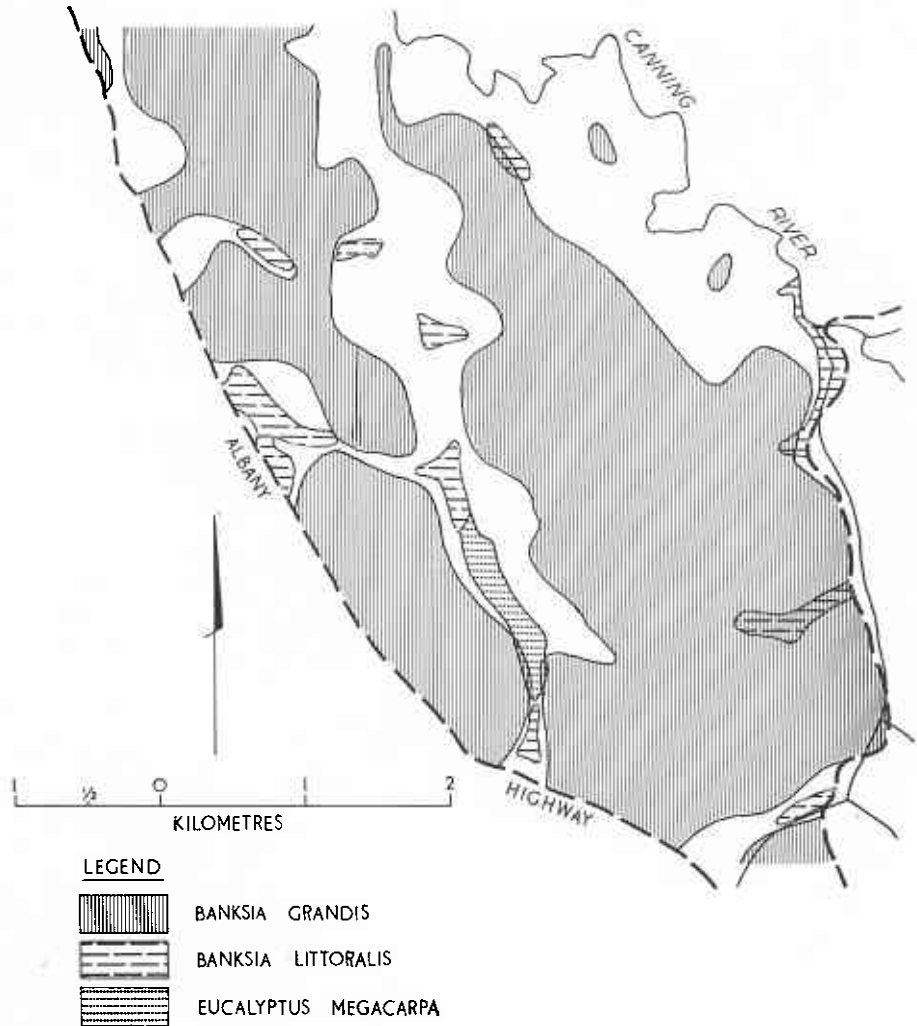 CANNING
RIVER
ALBANY
HIGHWAY
1 ½ 0 1 2
KILOMETRES
LEGEND
BANKSIA GRANDIS
BANKSIA LITTORALIS
EUCALYPTUS MEGACARPA